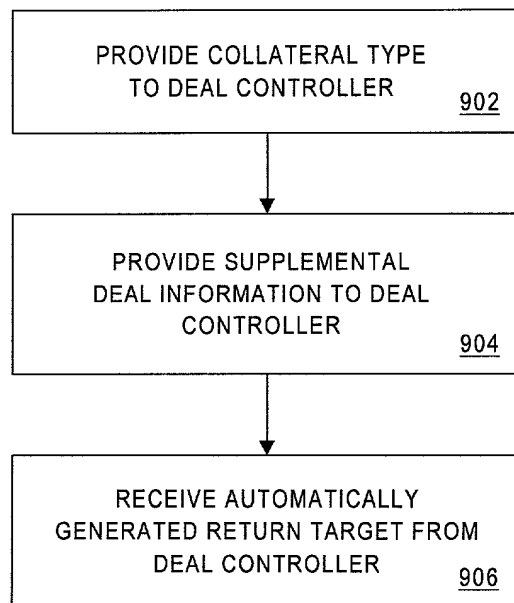 PROVIDE COLLATERAL TYPE
TO DEAL CONTROLLER
902
PROVIDE SUPPLEMENTAL
DEAL INFORMATION TO DEAL
CONTROLLER
904
RECEIVE AUTOMATICALLY
GENERATED RETURN TARGET FROM
DEAL CONTROLLER
906